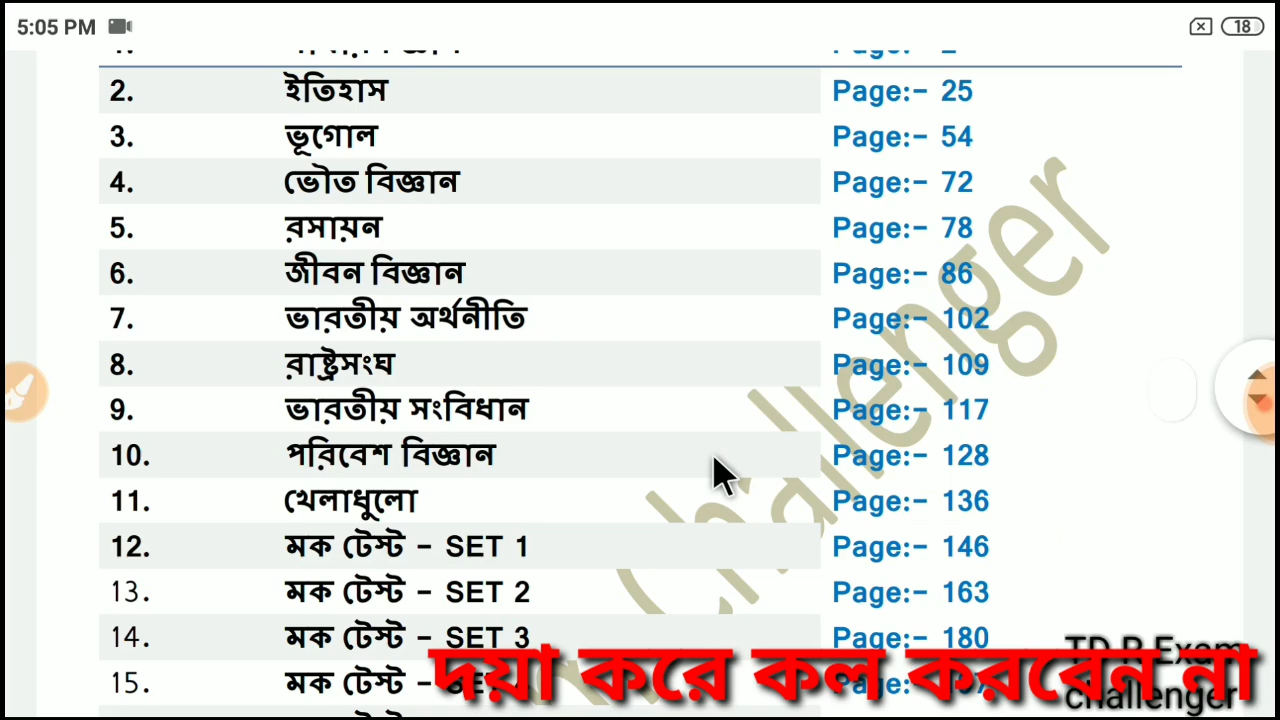 5:05 PM
18
2. ইতিহাস Page:- 25
3. ভূগোল Page:- 54
4. ভৌত বিজ্ঞান Page:- 72
5. রসায়ন Page:- 78
6. জীবন বিজ্ঞান Page:- 86
7. ভারতীয় অর্থনীতি Page:- 102
8. রাষ্ট্রসংঘ Page:- 109
9. ভারতীয় সংবিধান Page:- 117
10. পরিবেশ বিজ্ঞান Page:- 128
11. খেলাধুলো Page:- 136
12. মক টেস্ট - SET 1 Page:- 146
13. মক টেস্ট - SET 2 Page:- 163
14. মক টেস্ট - SET 3 Page:- 180
15. মক টেস্ট - Page:-
দয়া করে কল করবেন না
TD R Exam
challenger
Challenger